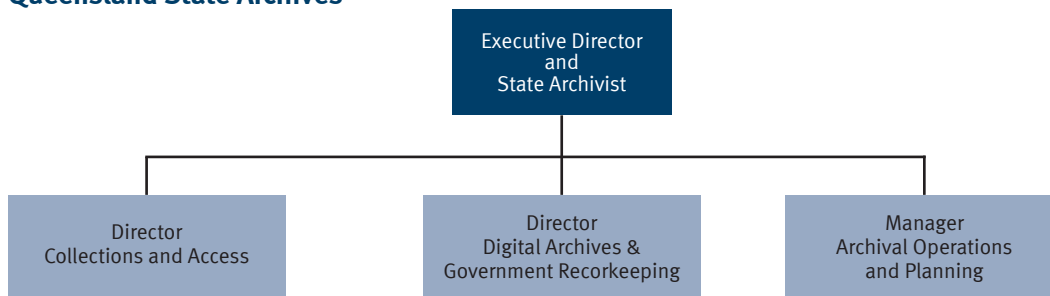 Queensland State Archives
Executive Director
and
State Archivist
Director
Collections and Access
Director
Digital Archives &
Government Recorkeeping
Manager
Archival Operations
and Planning